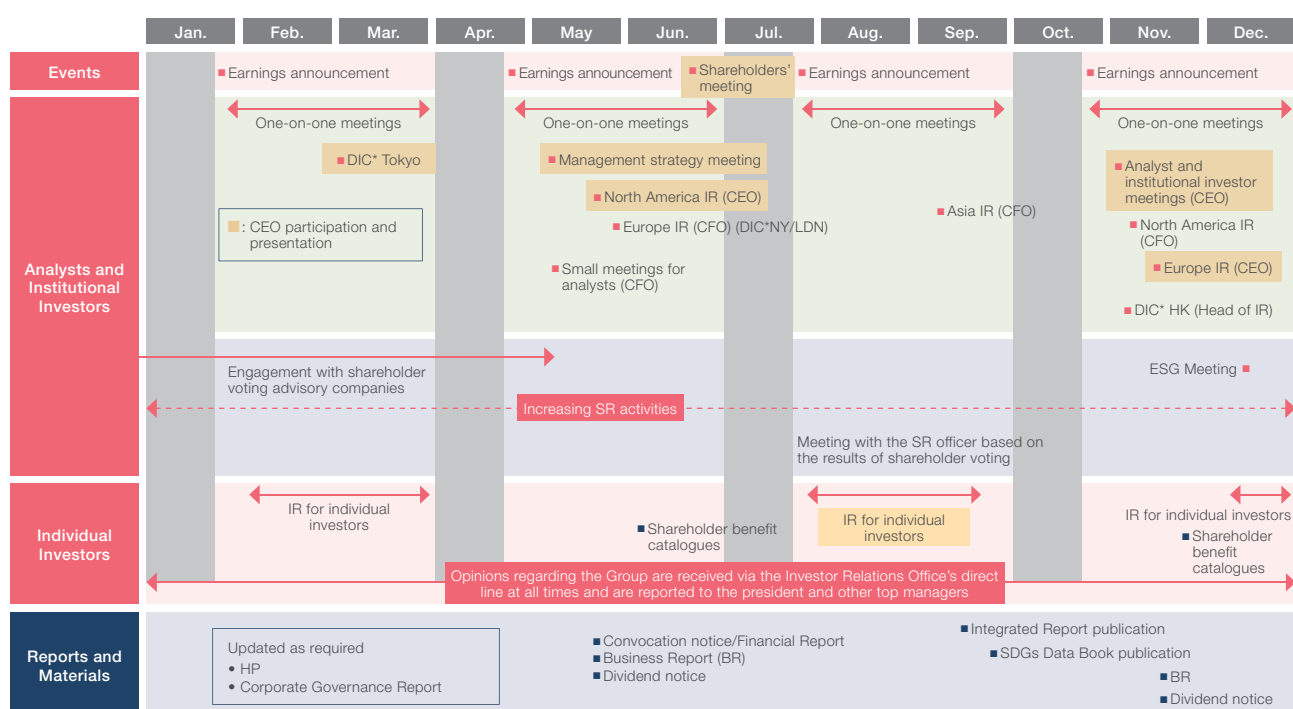 Jan.
Feb.
Mar.
Apr.
May
Jun.
Jul.
Aug.
Sep.
Oct.
Nov.
Dec.
Events
Earnings announcement
Earnings announcement
Shareholders'
meeting
Earnings announcement
Earnings announcement
Analysts and
Institutional
Investors
One-on-one meetings
One-on-one meetings
One-on-one meetings
One-on-one meetings
DIC* Tokyo
: CEO participation and
presentation
Management strategy meeting
North America IR (CEO)
Europe IR (CFO) (DIC*NY/LDN)
Small meetings for
analysts (CFO)
Asia IR (CFO)
Analyst and
institutional investor
meetings (CEO)
North America IR
(CFO)
Europe IR (CEO)
DIC* HK (Head of IR)
Engagement with shareholder
voting advisory companies
ESG Meeting
Increasing SR activities
Meeting with the SR officer based on
the results of shareholder voting
Individual
Investors
IR for individual
investors
Shareholder benefit
catalogues
IR for individual
investors
IR for individual investors
Shareholder
benefit
catalogues
Opinions regarding the Group are received via the Investor Relations Office's direct
line at all times and are reported to the president and other top managers
Reports and
Materials
Updated as required
• HP
• Corporate Governance Report
Convocation notice/Financial Report
Business Report (BR)
Dividend notice
Integrated Report publication
SDGs Data Book publication
BR
Dividend notice